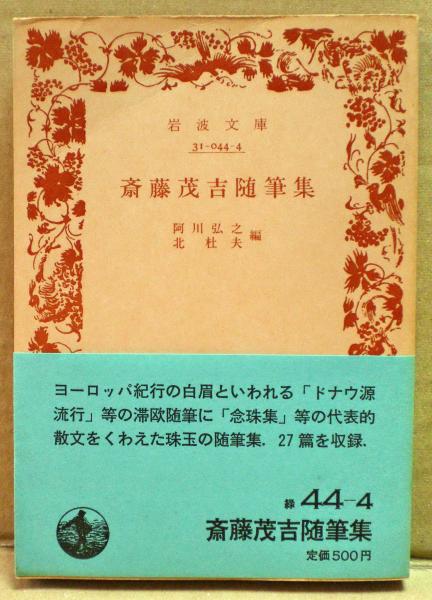 岩波文庫
31-044-4
斎藤茂吉随筆集
阿川弘之
北杜夫
編
ヨーロッパ紀行の白眉といわれる「ドナウ源
流行」等の滞欧随筆に「念珠集」等の代表的
散文をくわえた珠玉の随筆集．27篇を収録．
緑 44-4
斎藤茂吉随筆集
定価500円